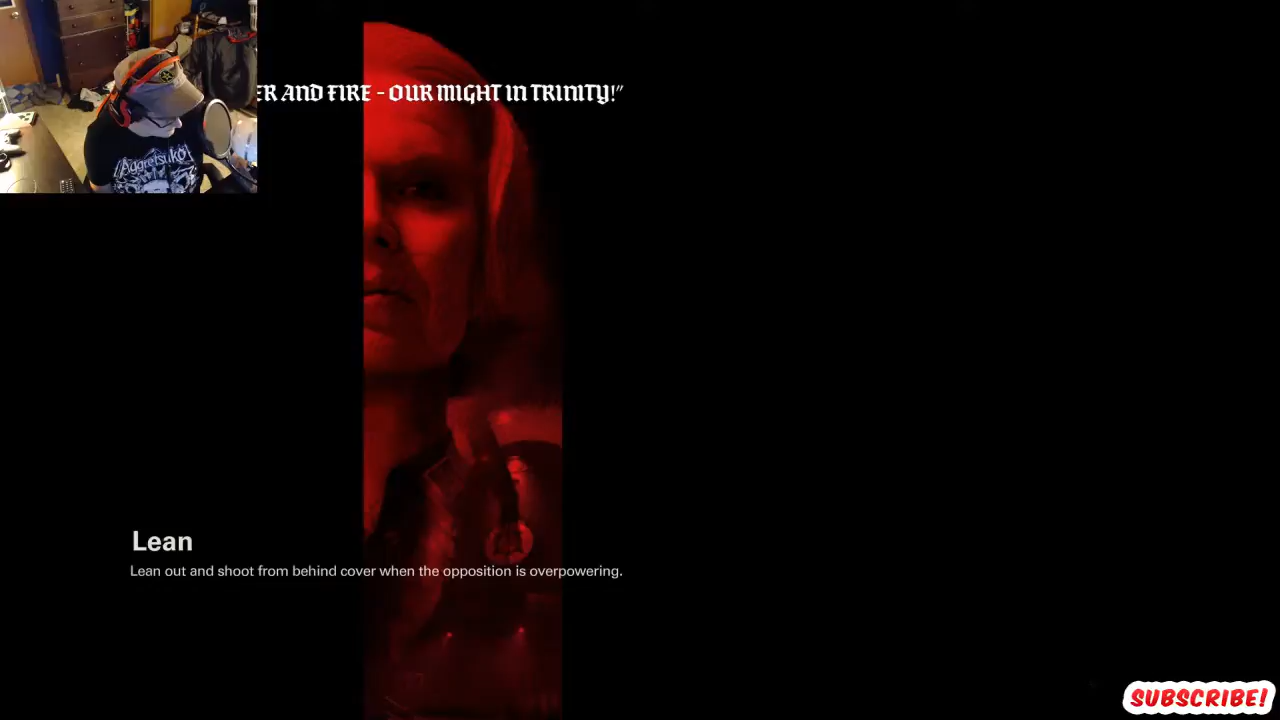 ER AND FIRE - OUR MIGHT IN TRINITY!"
Aggretsuko
Lean
Lean out and shoot from behind cover when the opposition is overpowering.
SUBSCRIBE!